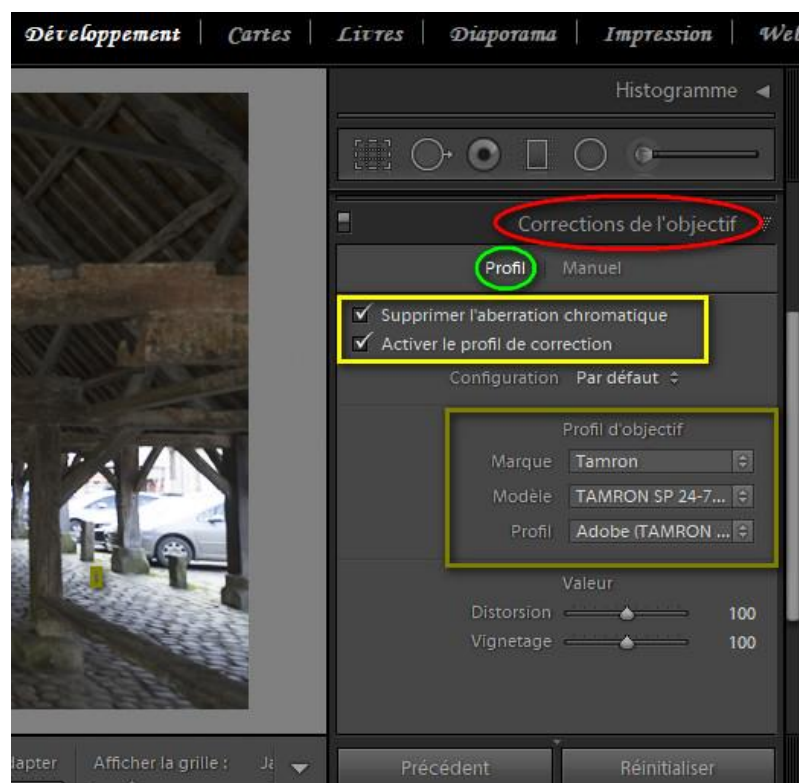 Développement | Cartes | Livres | Diaporama | Impression | Web
Histogramme
Corrections de l'objectif
Profil | Manuel
Supprimer l'aberration chromatique
Activer le profil de correction
Configuration Par défaut
Profil d'objectif
Marque Tamron
Modèle TAMRON SP 24-7...
Profil Adobe (TAMRON ...
Valeur
Distorsion 100
Vignetage 100
Afficher la grille :
Précédent Réinitialiser